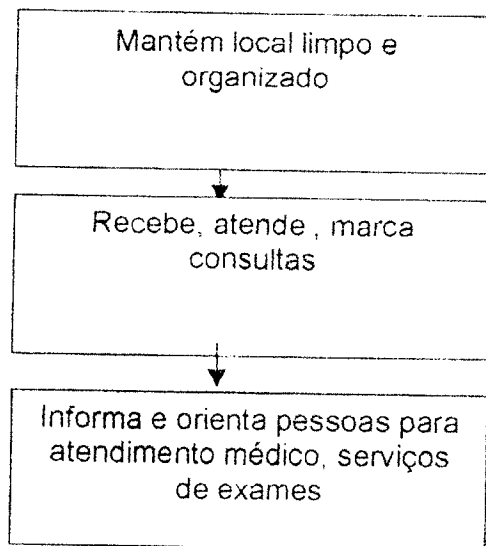 Mantém local limpo e
organizado
Recebe, atende , marca
consultas
Informa e orienta pessoas para
atendimento médico, serviços
de exames